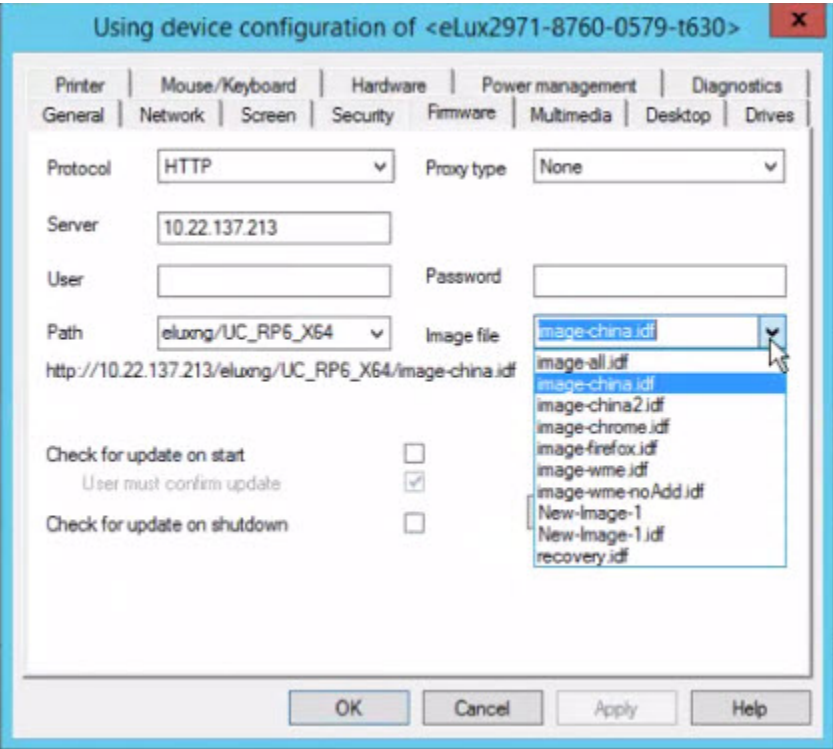 Using device configuration of <eLux2971-8760-0579-t630>
x
Printer Mouse/Keyboard Hardware Power management Diagnostics
General Network Screen Security Firmware Multimedia Desktop Drives
Protocol HTTP Proxy type None
Server 10.22.137.213
User Password
Path eluxng/UC_RP6_X64 Image file image-china.idf
http://10.22.137.213/eluxng/UC_RP6_X64/image-china.idf
image-all.idf
image-china.idf
image-china2.idf
image-chrome.idf
image-firefox.idf
image-wme.idf
image-wme-noAdd.idf
New-Image-1
New-Image-1.idf
recovery.idf
Check for update on start
User must confirm update
Check for update on shutdown
OK Cancel Apply Help